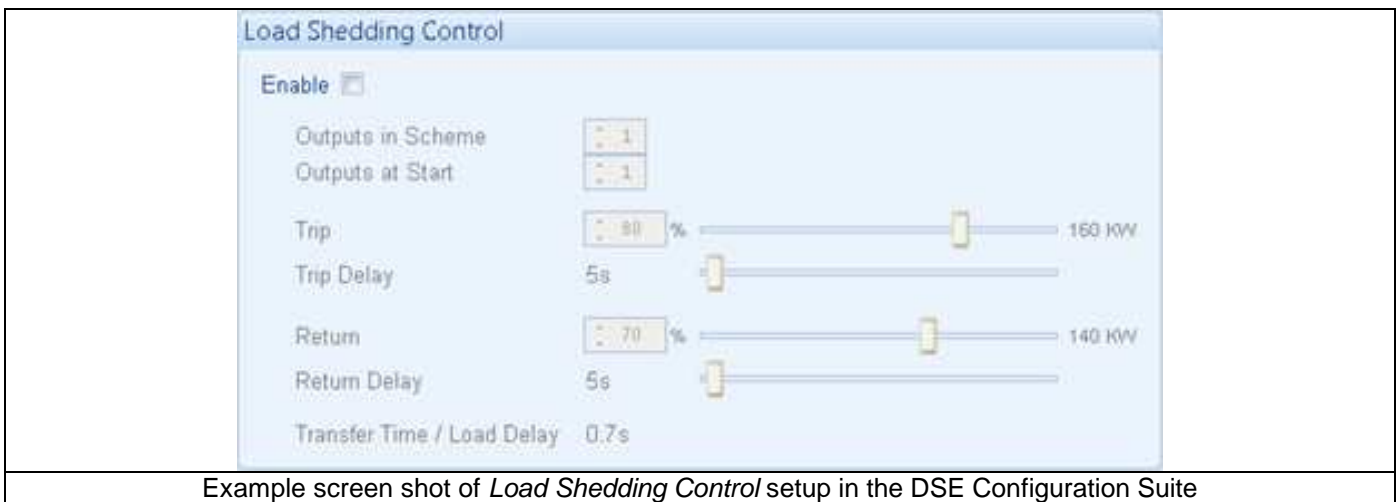 Load Shedding Control
Enable
Outputs in Scheme 1
Outputs at Start 1
Trip 80 % 160 KW
Trip Delay 5s
Return 70 % 140 KW
Return Delay 5s
Transfer Time / Load Delay 0.7s
Example screen shot of Load Shedding Control setup in the DSE Configuration Suite